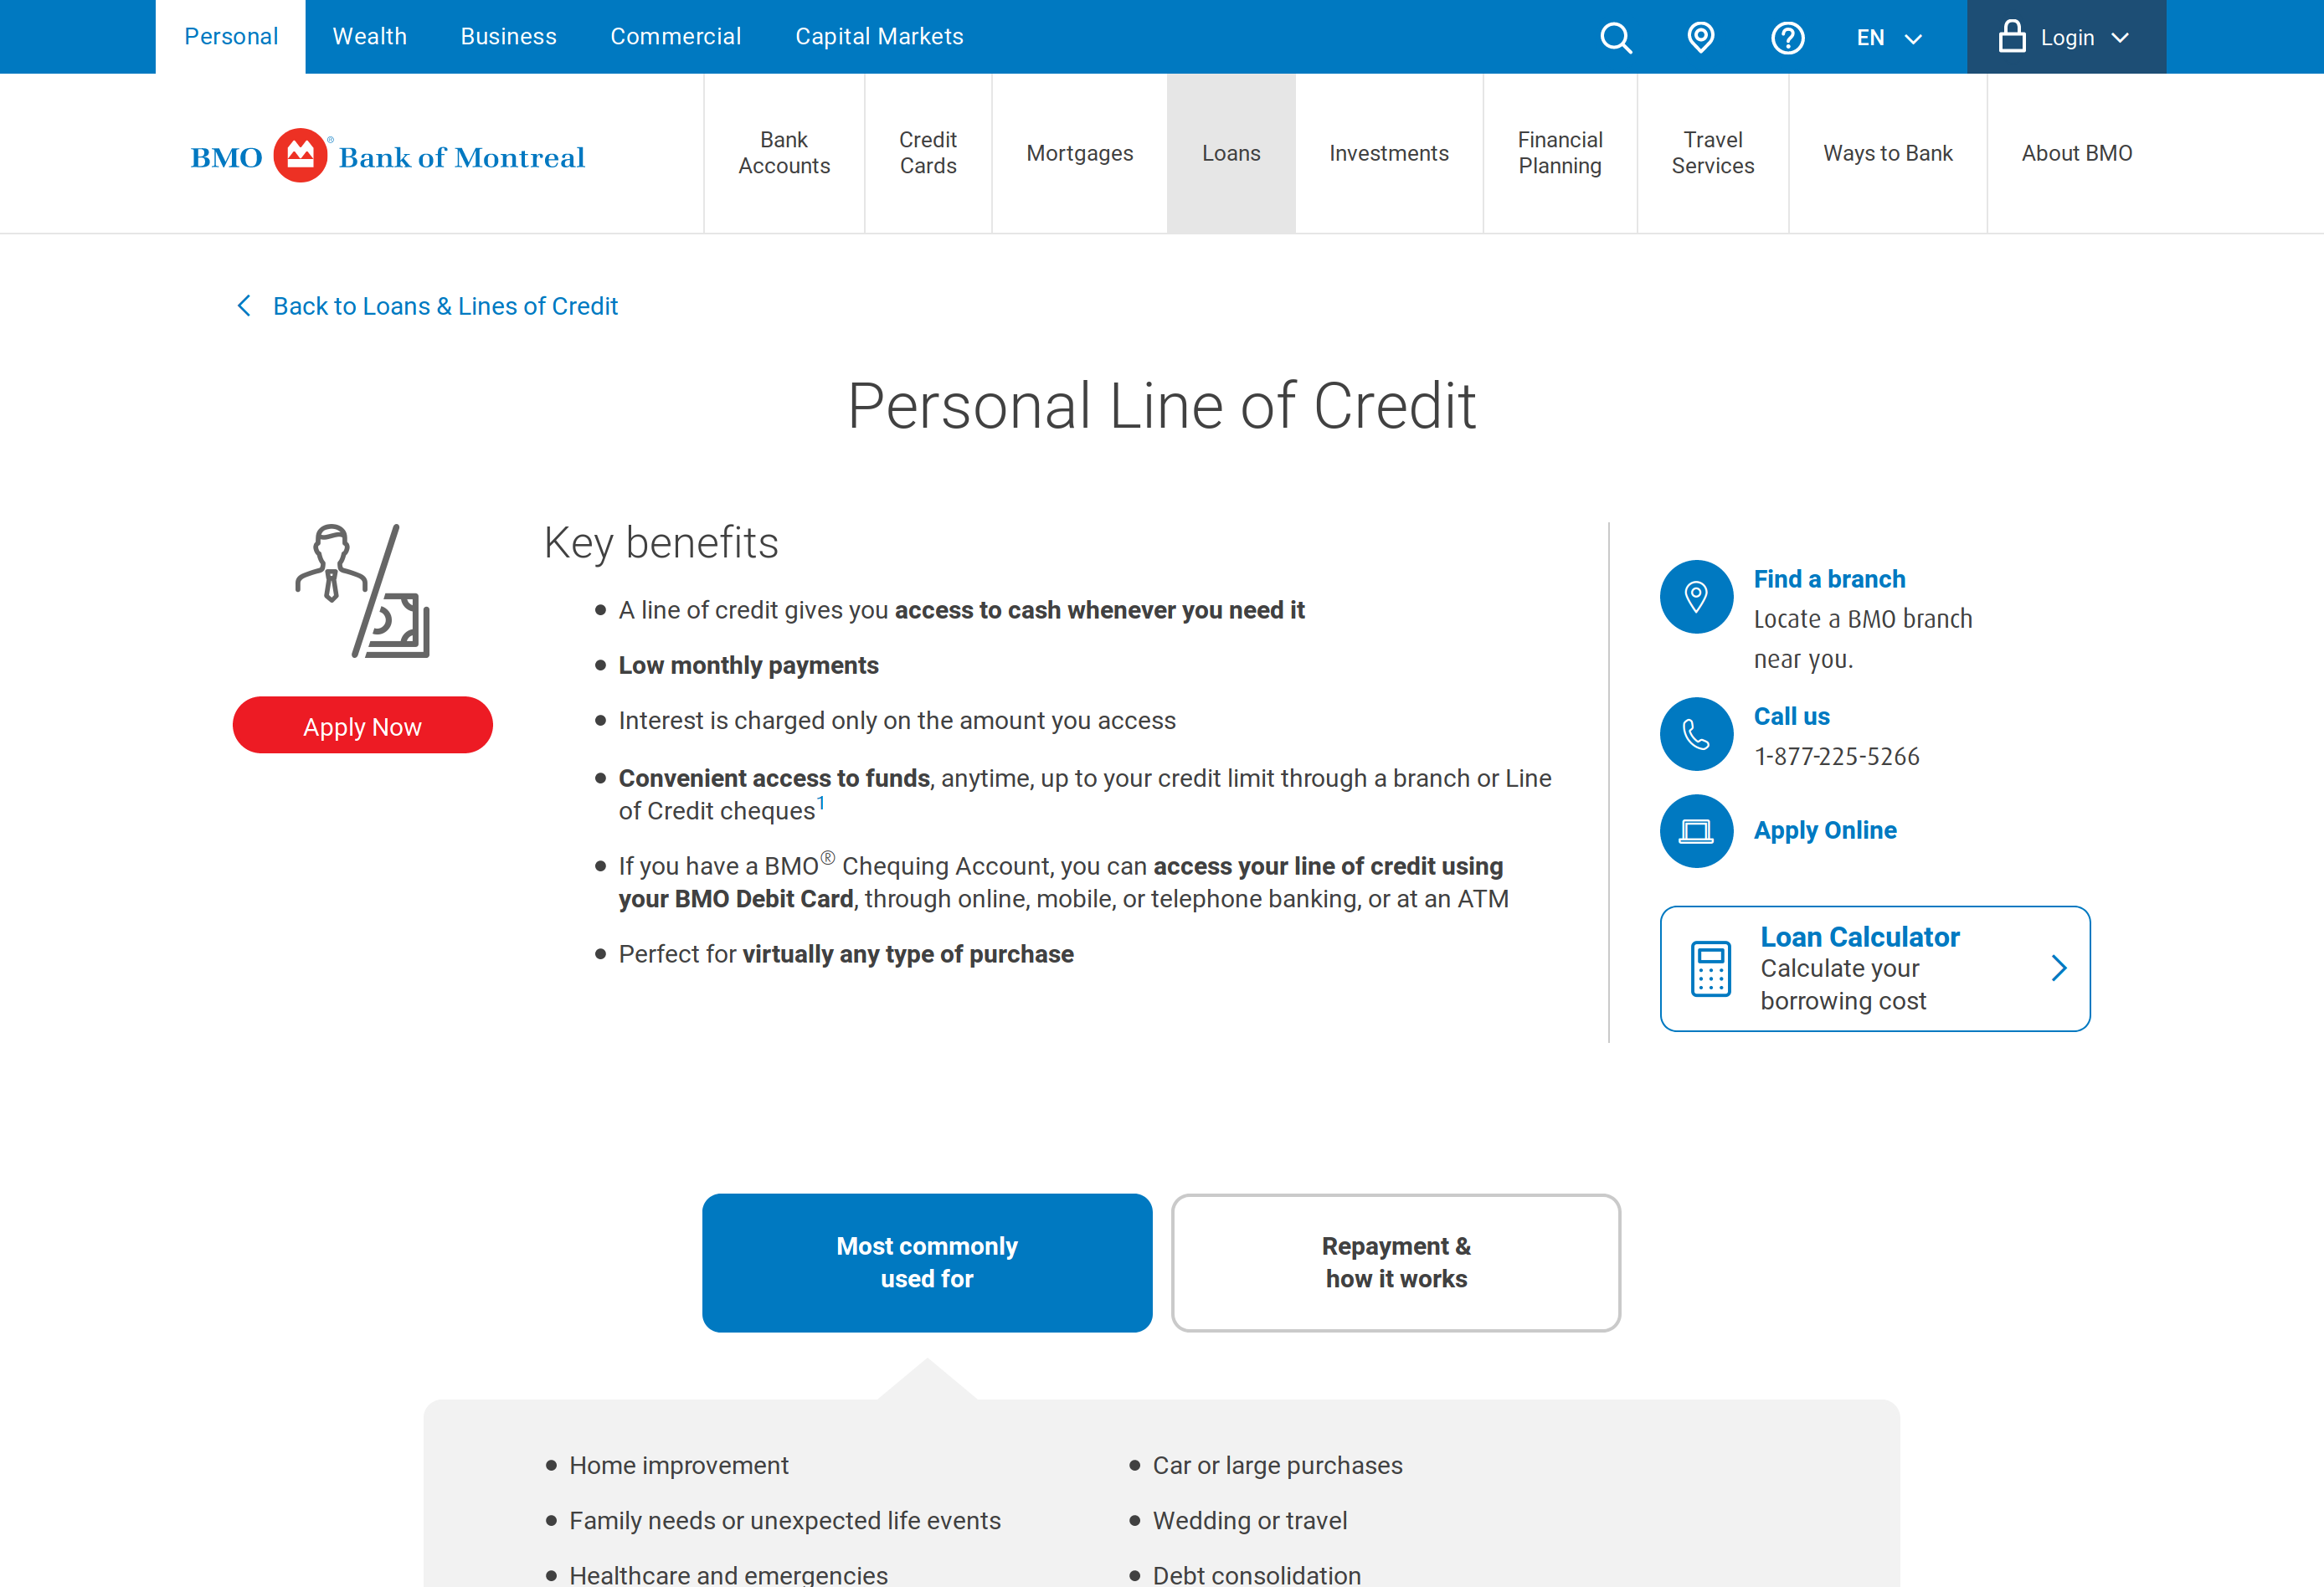 Personal
Wealth
Business
Commercial
Capital Markets
EN
Login
BMO Bank of Montreal
®
Bank
Accounts
Credit
Cards
Mortgages
Loans
Investments
Financial
Planning
Travel
Services
Ways to Bank
About BMO
Back to Loans & Lines of Credit
Personal Line of Credit
Apply Now
Key benefits
A line of credit gives you access to cash whenever you need it
Low monthly payments
Interest is charged only on the amount you access
Convenient access to funds, anytime, up to your credit limit through a branch or Line
of Credit cheques1
If you have a BMO® Chequing Account, you can access your line of credit using
your BMO Debit Card, through online, mobile, or telephone banking, or at an ATM
Perfect for virtually any type of purchase
Find a branch
Locate a BMO branch
near you.
Call us
1-877-225-5266
Apply Online
Loan Calculator
Calculate your
borrowing cost
Most commonly
used for
Repayment &
how it works
Home improvement
Family needs or unexpected life events
Healthcare and emergencies
Car or large purchases
Wedding or travel
Debt consolidation